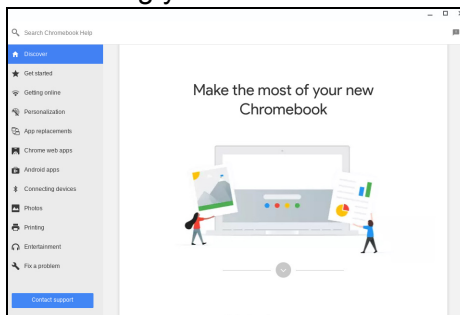 Search Chromebook Help
Discover
Get started
Getting online
Personalization
App replacements
Chrome web apps
Android apps
Connecting devices
Photos
Printing
Entertainment
Fix a problem
Contact support
Make the most of your new
Chromebook